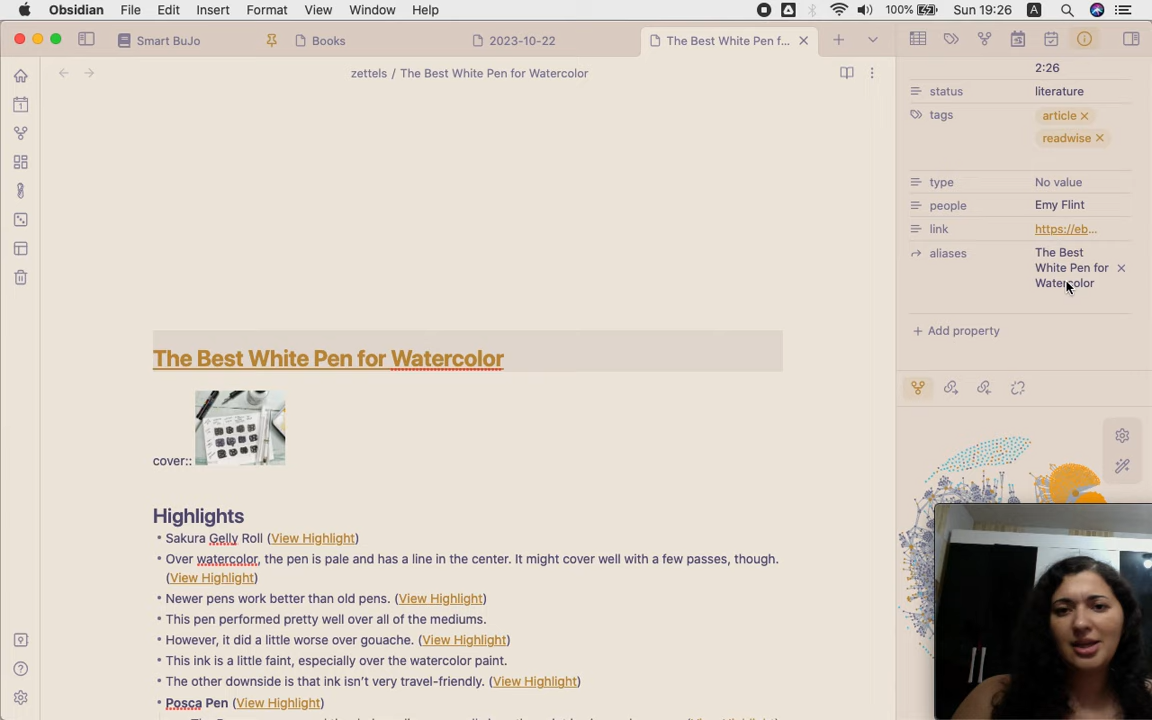 Obsidian File Edit Insert Format View Window Help 100% Sun 19:26 A
Smart BuJo Books 2023-10-22 The Best White Pen f...
zettels / The Best White Pen for Watercolor
2:26
status literature
tags article
readwise
type No value
people Emy Flint
link https://eb...
aliases The Best
White Pen for
Watercolor
+ Add property
The Best White Pen for Watercolor
cover::
Highlights
• Sakura Gelly Roll (View Highlight)
• Over watercolor, the pen is pale and has a line in the center. It might cover well with a few passes, though.
(View Highlight)
• Newer pens work better than old pens. (View Highlight)
• This pen performed pretty well over all of the mediums.
• However, it did a little worse over gouache. (View Highlight)
• This ink is a little faint, especially over the watercolor paint.
• The other downside is that ink isn’t very travel-friendly. (View Highlight)
• Posca Pen (View Highlight)